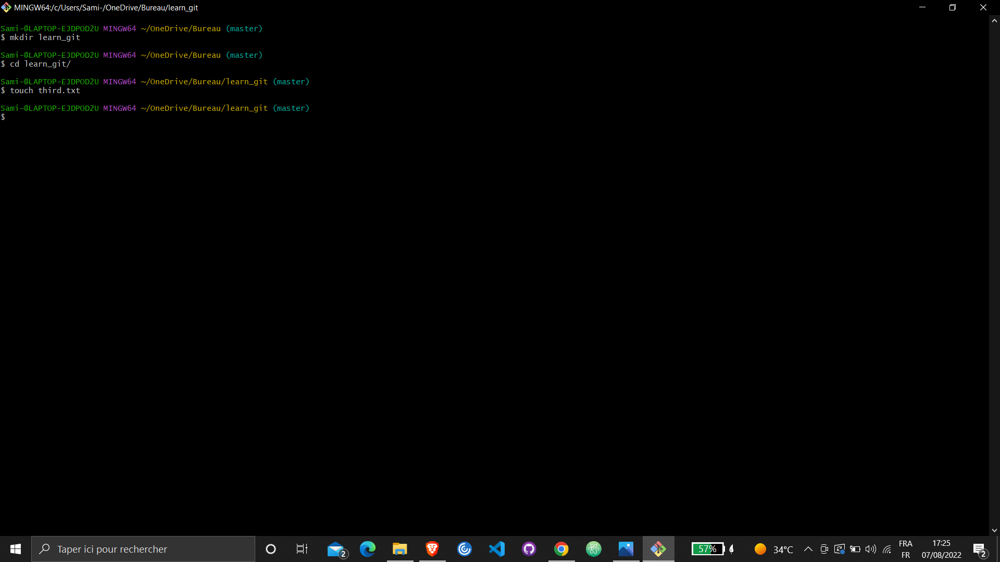 MINGW64:/c/Users/Sami-/OneDrive/Bureau/learn_git
Sami-@LAPTOP-EJDPOD2U MINGW64 ~/OneDrive/Bureau (master)
$ mkdir learn_git
Sami-@LAPTOP-EJDPOD2U MINGW64 ~/OneDrive/Bureau (master)
$ cd learn_git/
Sami-@LAPTOP-EJDPOD2U MINGW64 ~/OneDrive/Bureau/learn_git (master)
$ touch third.txt
Sami-@LAPTOP-EJDPOD2U MINGW64 ~/OneDrive/Bureau/learn_git (master)
$
Taper ici pour rechercher
2
57%
34°C
FRA
FR
17:25
07/08/2022
2